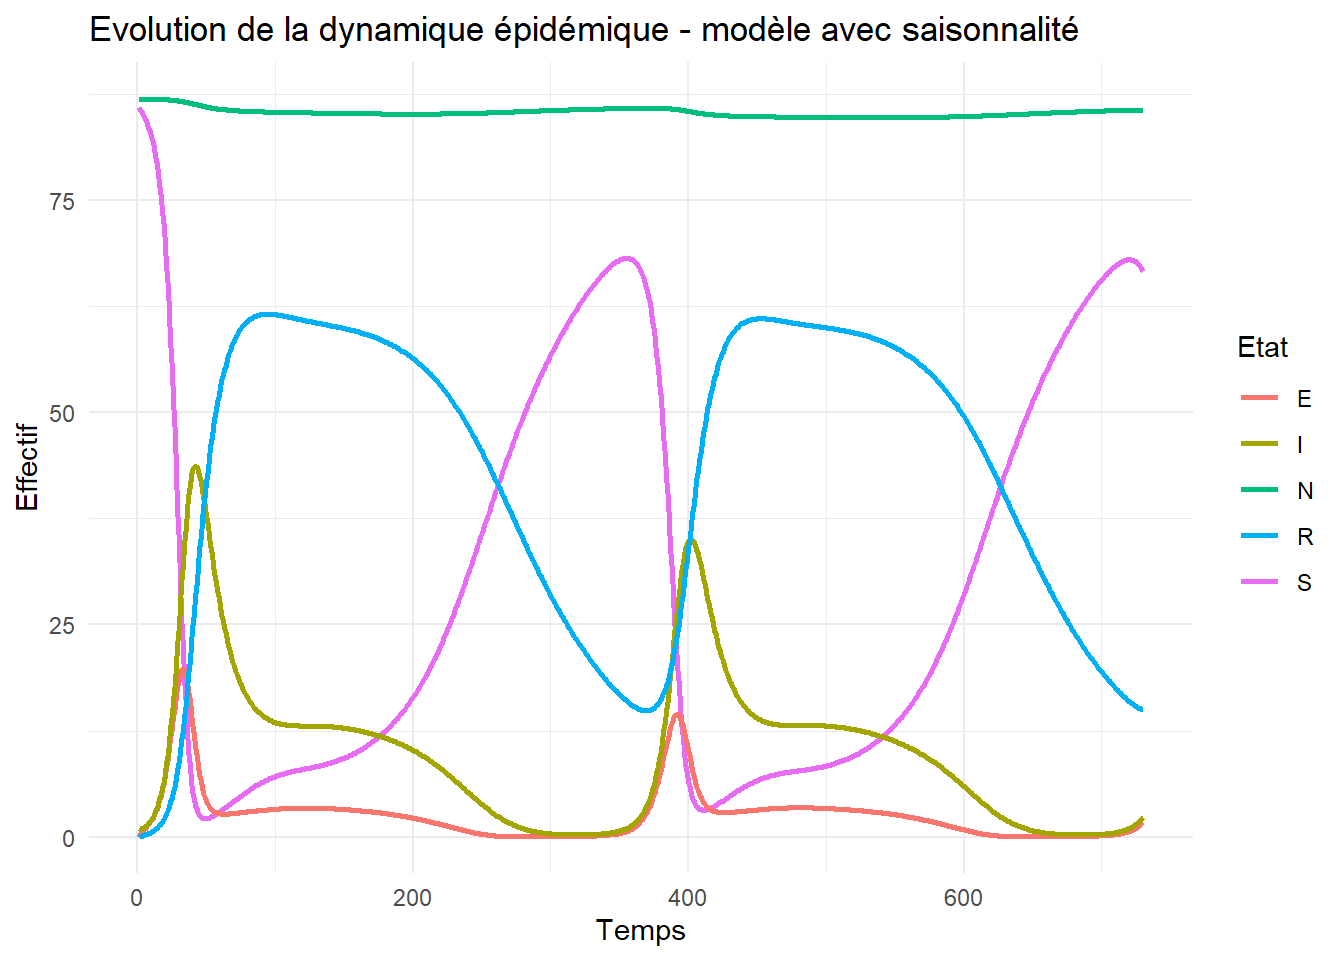 Evolution de la dynamique épidémique - modèle avec saisonnalité
Effectif
75
50
25
0
0
200
400
600
Temps
Etat
E
I
N
R
S